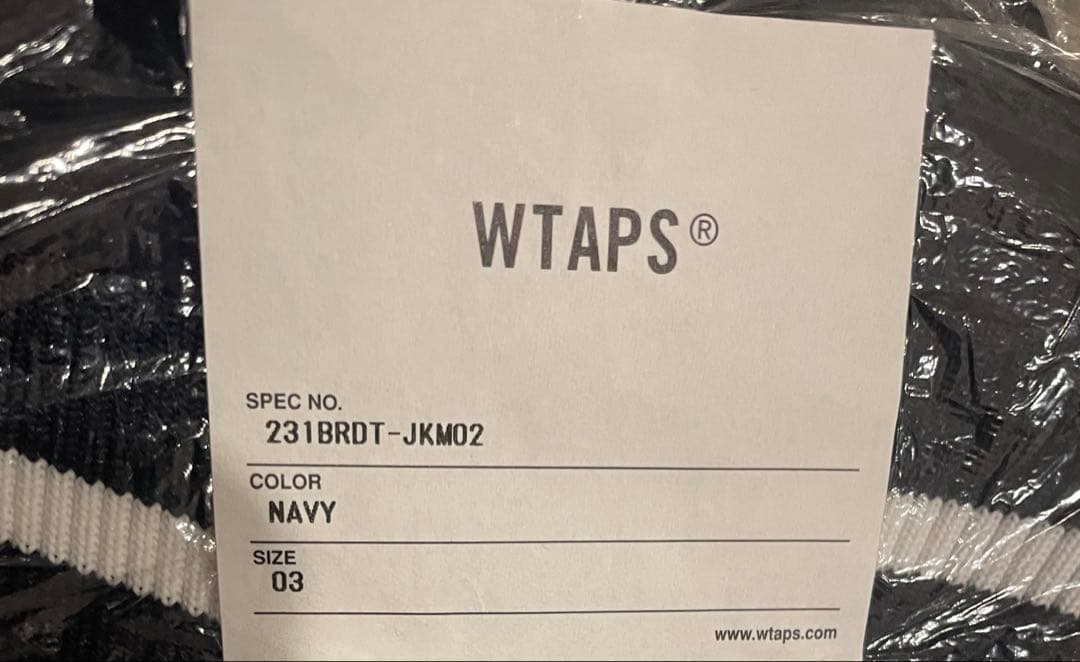 WTAPS®
SPEC NO.
231BRDT-JKM02
COLOR
NAVY
SIZE
03
www.wtaps.com